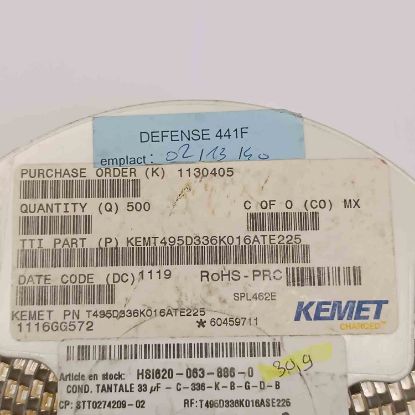 DEFENSE 441F
emplact: 02/13/40
PURCHASE ORDER (K) 1130405
QUANTITY (Q) 500 C OF O (CO) MX
TTI PART (P) KEMT495D336K016ATE225
DATE CODE (DC) 1119 RoHS-PRC
SPL462E
KEMET
CHARGED
KEMET PN T495D336K016ATE225
1116GG572 *60459711
Article en stock: HSI620-063-886-0 3019
COND. TANTALE 33 µF - C-336-K-B-G-D-B
CP: STT0274209-02 RF: T495D336K016ASE225